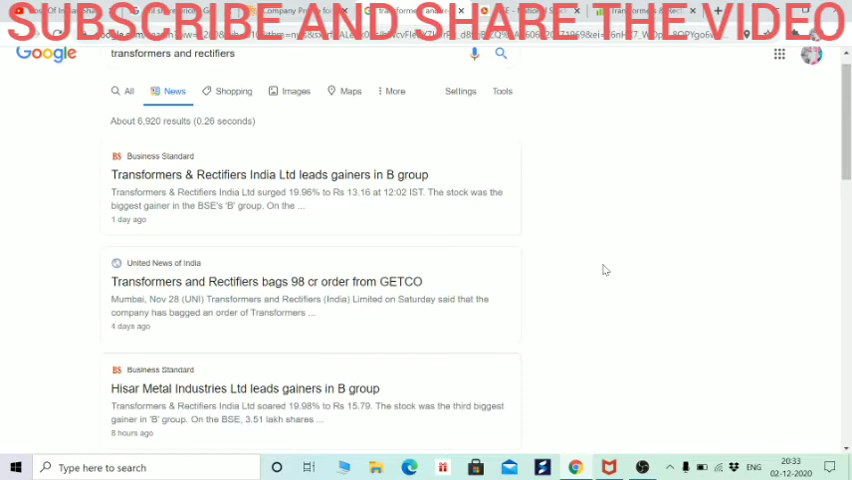 SUBSCRIBE AND SHARE THE VIDEO
Google
transformers and rectifiers
All News Shopping Images Maps More Settings Tools
About 6,920 results (0.26 seconds)
BS Business Standard
Transformers & Rectifiers India Ltd leads gainers in B group
Transformers & Rectifiers India Ltd surged 19.96% to Rs 13.16 at 12:02 IST. The stock was the
biggest gainer in the BSE's 'B' group. On the ...
1 day ago
United News of India
Transformers and Rectifiers bags 98 cr order from GETCO
Mumbai, Nov 28 (UNI) Transformers and Rectifiers (India) Limited on Saturday said that the
company has bagged an order of Transformers ...
4 days ago
BS Business Standard
Hisar Metal Industries Ltd leads gainers in B group
Transformers & Rectifiers India Ltd soared 19.98% to Rs 15.79. The stock was the third biggest
gainer in 'B' group. On the BSE, 3.51 lakh shares ...
8 hours ago
Type here to search
ENG
20:33
02-12-2020